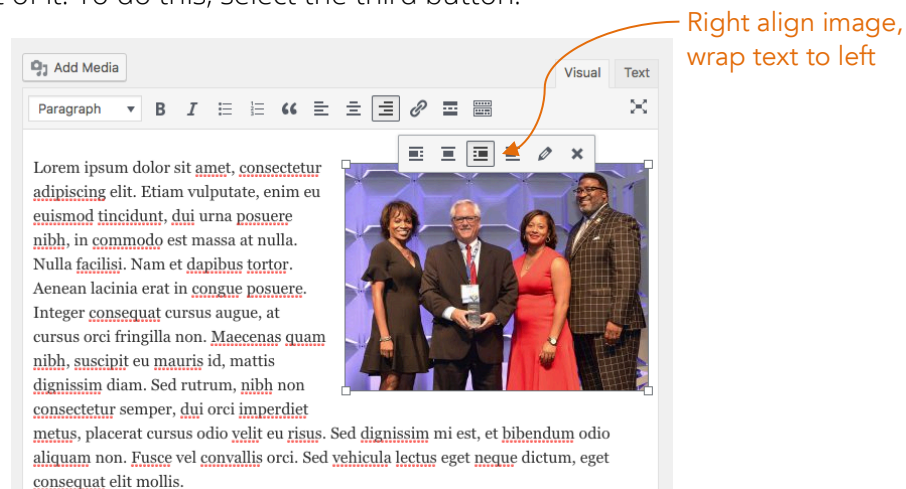 of it. To do this, select the third button.
Right align image,
wrap text to left
Add Media
Visual Text
Paragraph B I
Lorem ipsum dolor sit amet, consectetur
adipiscing elit. Etiam vulputate, enim eu
euismod tincidunt, dui urna posuere
nibh, in commodo est massa at nulla.
Nulla facilisi. Nam et dapibus tortor.
Aenean lacinia erat in congue posuere.
Integer consequat cursus augue, at
cursus orci fringilla non. Maecenas quam
nibh, suscipit eu mauris id, mattis
dignissim diam. Sed rutrum, nibh non
consectetur semper, dui orci imperdiet
metus, placerat cursus odio velit eu risus. Sed dignissim mi est, et bibendum odio
aliquam non. Fusce vel convallis orci. Sed vehicula lectus eget neque dictum, eget
consequat elit mollis.